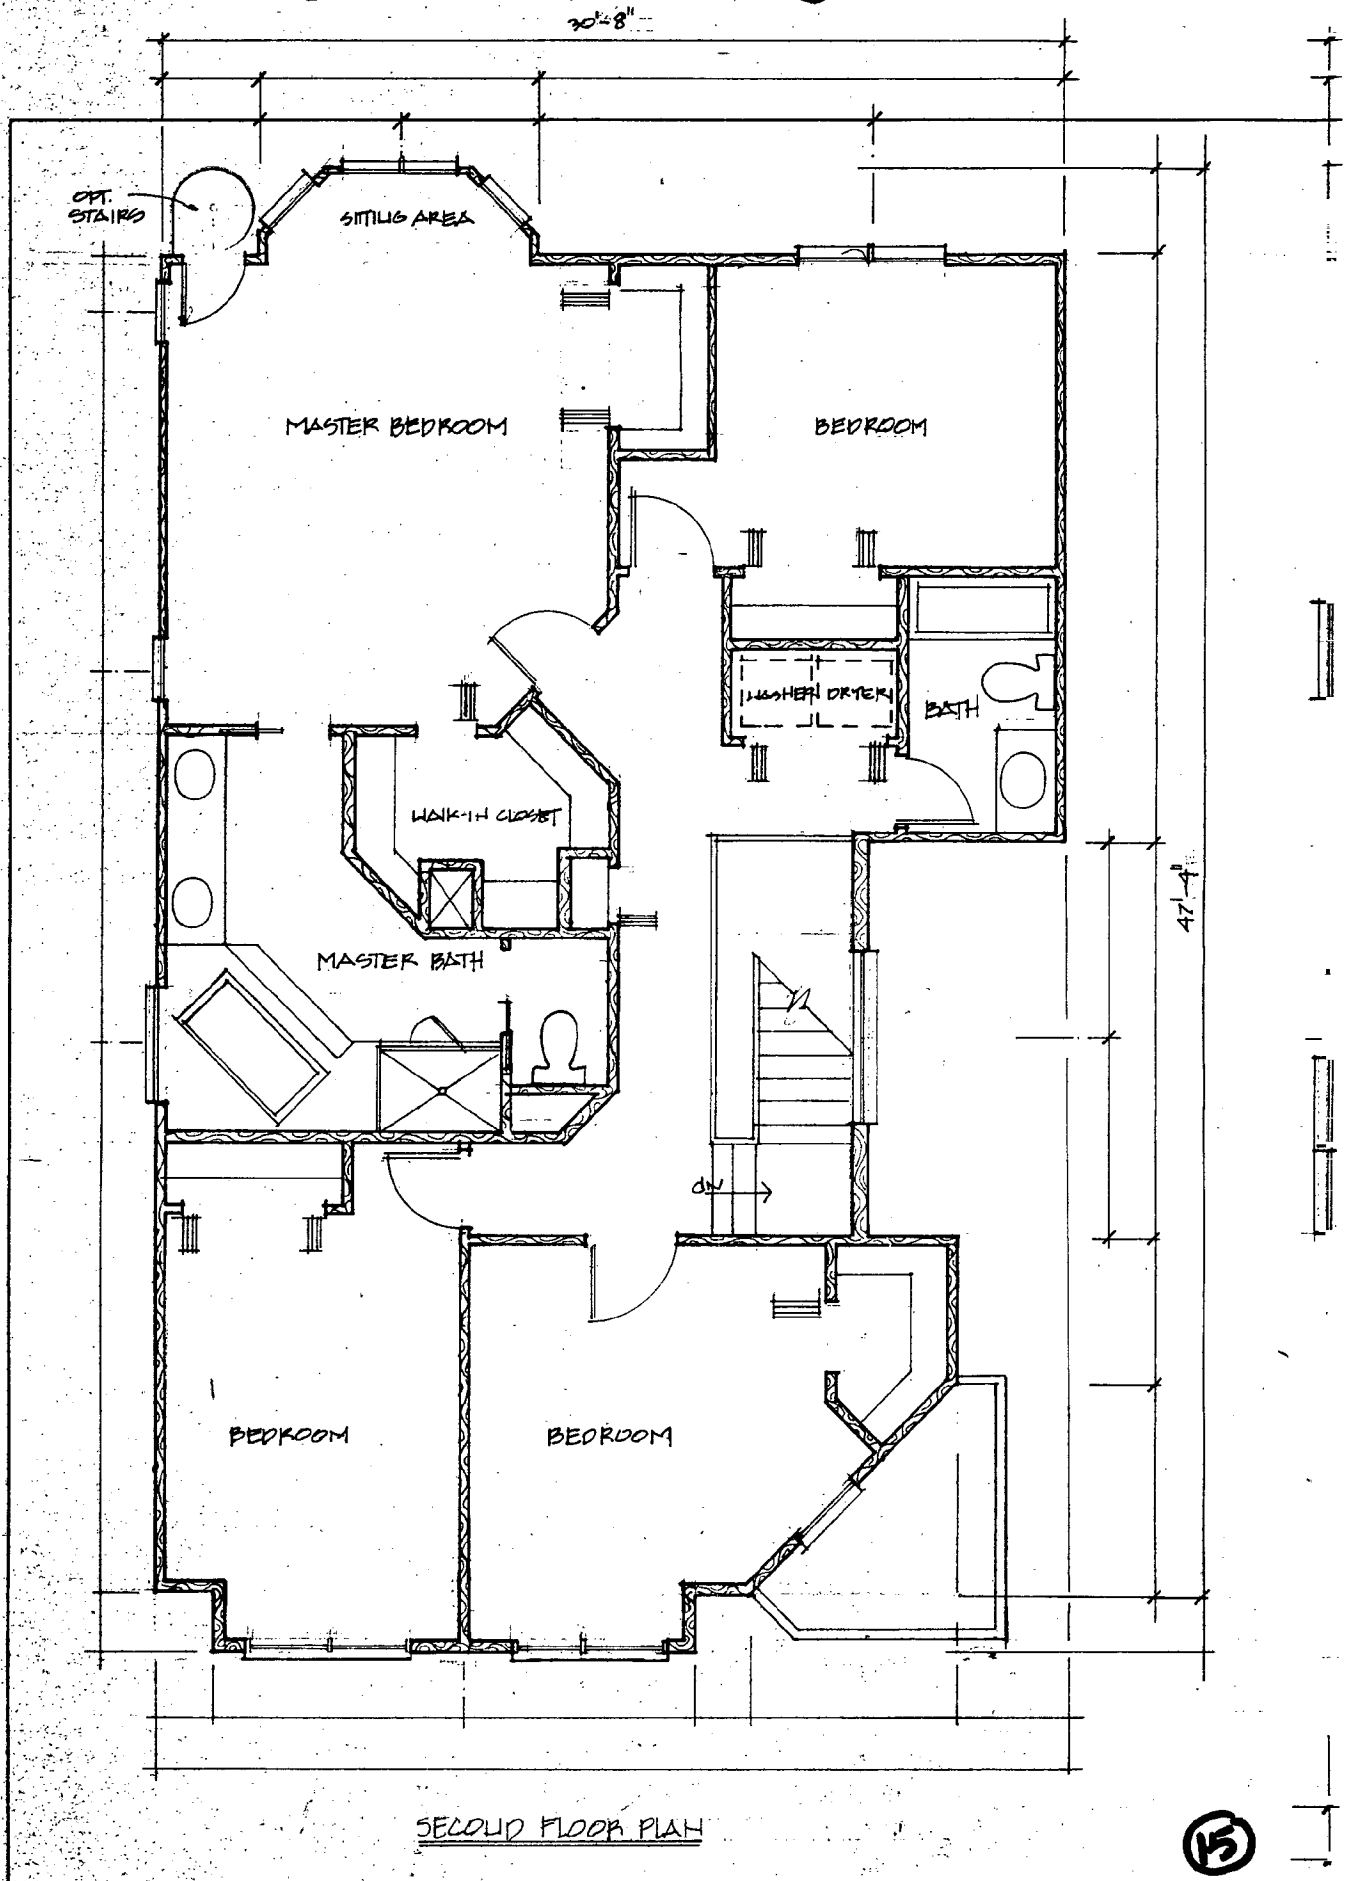 30'-8"
OPT.
STAIRS
SITTING AREA
MASTER BEDROOM
BEDROOM
WASHER DRYER
BATH
WALK-IN CLOSET
47'-4"
MASTER BATH
DN
BEDROOM
BEDROOM
SECOND FLOOR PLAN
15